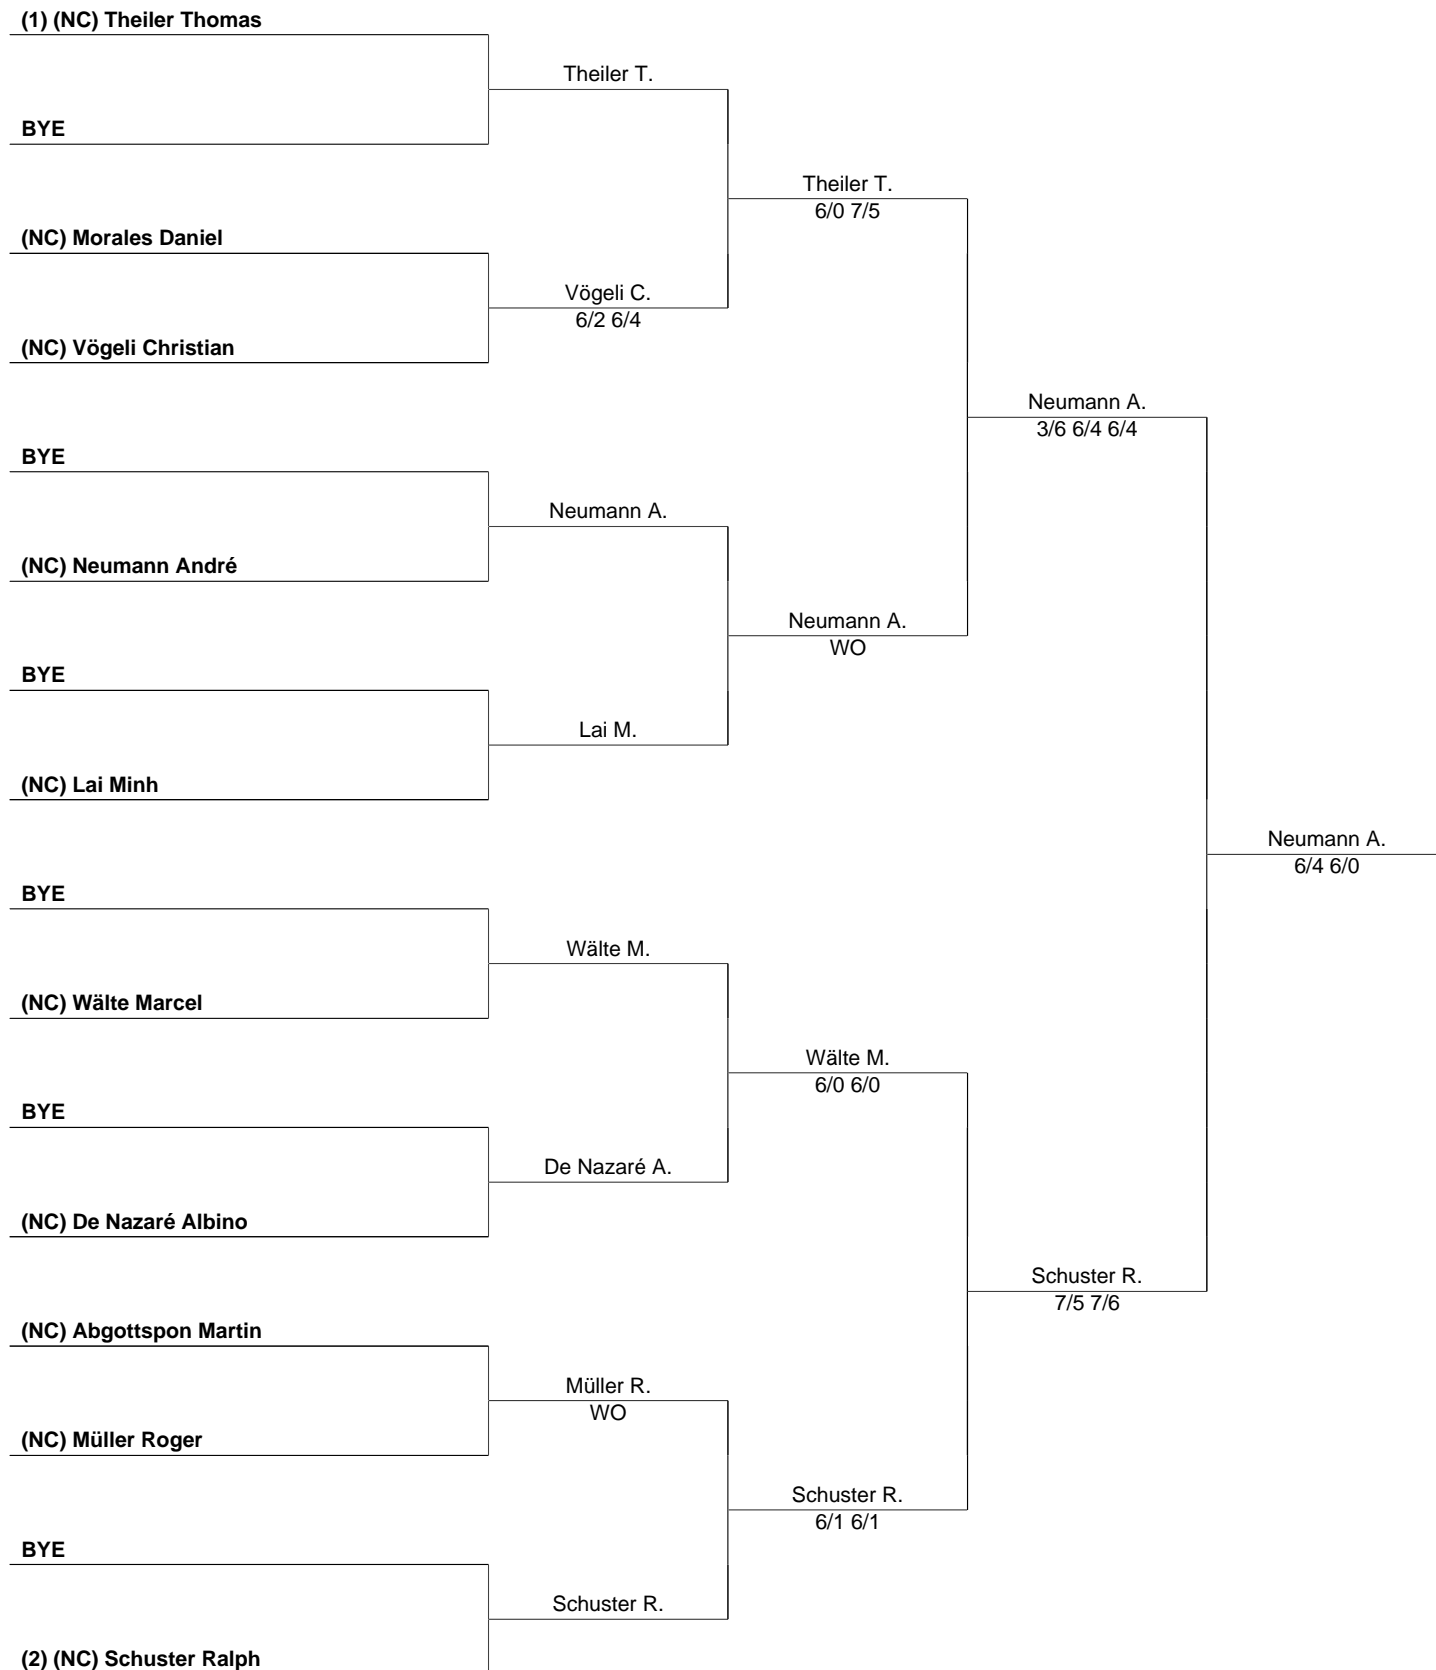 (1) (NC) Theiler Thomas
Theiler T.
BYE
Theiler T.
6/0 7/5
(NC) Morales Daniel
Vögeli C.
6/2 6/4
(NC) Vögeli Christian
Neumann A.
3/6 6/4 6/4
BYE
Neumann A.
(NC) Neumann André
Neumann A.
WO
BYE
Lai M.
(NC) Lai Minh
Neumann A.
6/4 6/0
BYE
Wälte M.
(NC) Wälte Marcel
Wälte M.
6/0 6/0
BYE
De Nazaré A.
(NC) De Nazaré Albino
Schuster R.
7/5 7/6
(NC) Abgottspon Martin
Müller R.
WO
(NC) Müller Roger
Schuster R.
6/1 6/1
BYE
Schuster R.
(2) (NC) Schuster Ralph